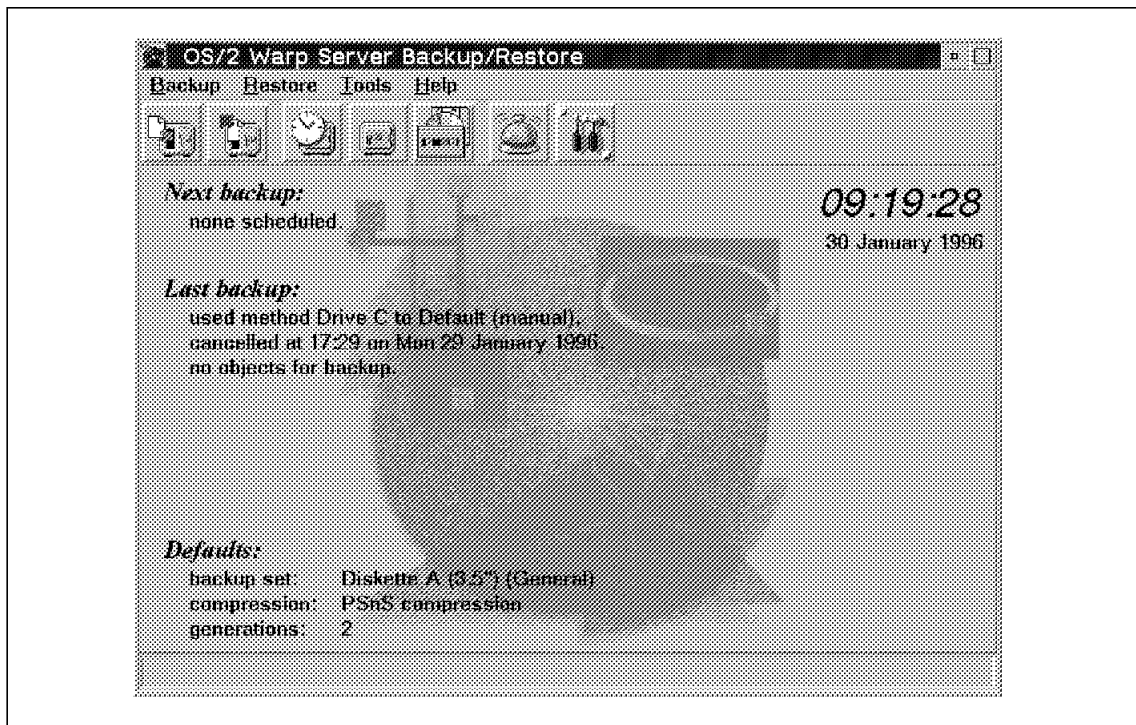 OS/2 Warp Server Backup/Restore
Backup Restore Tools Help
Next backup:
none scheduled.
09:19:28
30 January 1996
Last backup:
used method Drive C to Default (manual).
cancelled at 17:29 on Mon 29 January 1996.
no objects for backup.
Defaults:
backup set: Diskette A (3.5") (General)
compression: PSnS compression
generations: 2